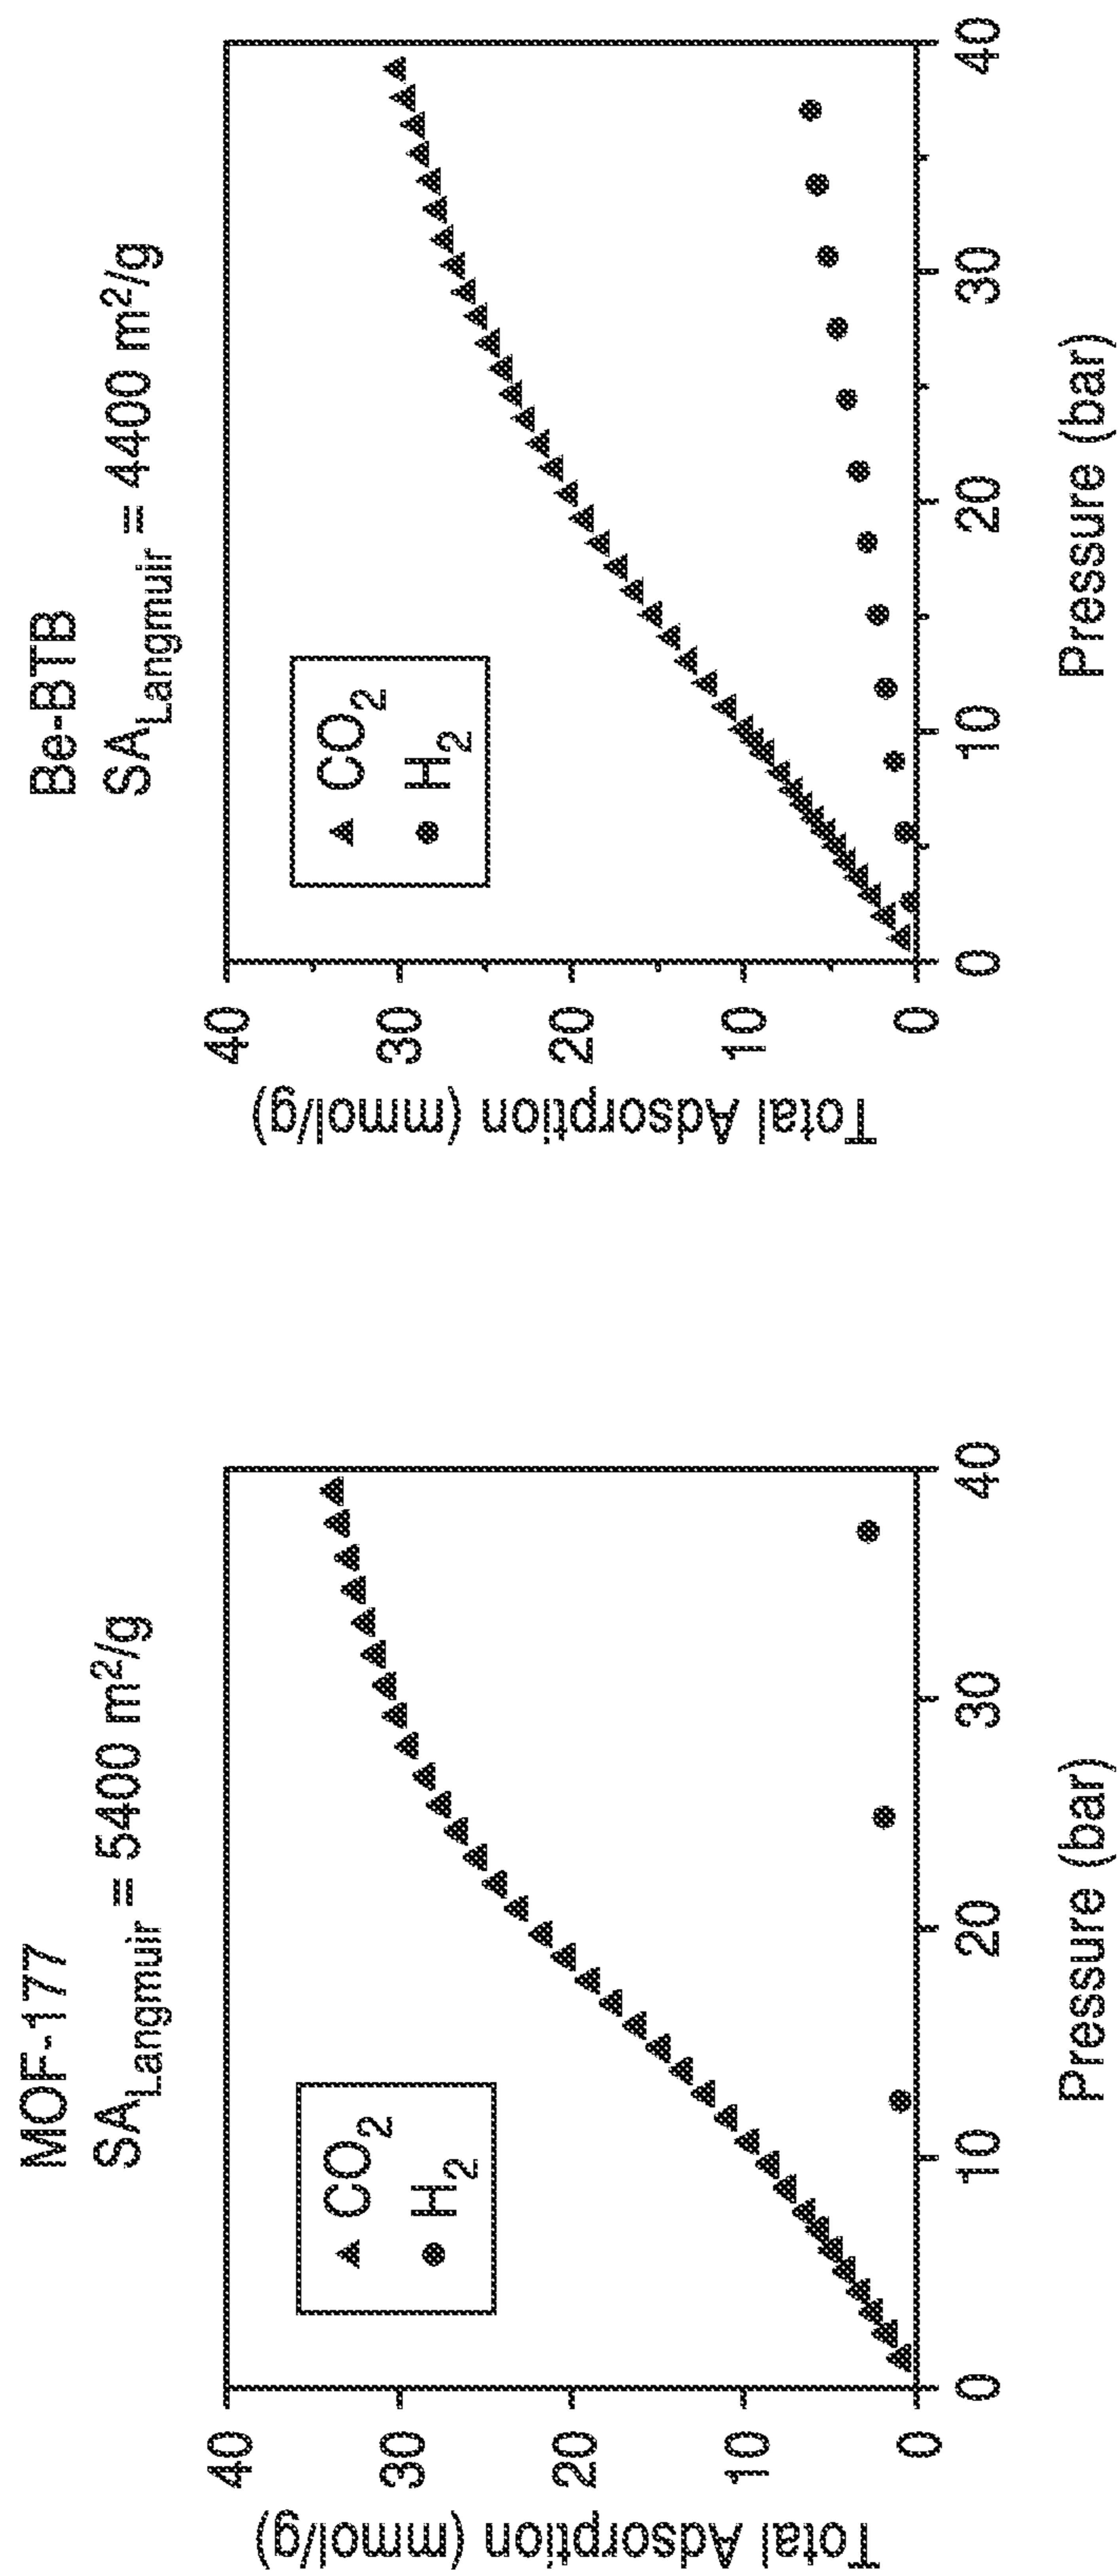 MOF-177
SALangmuir = 5400 m²/g
Total Adsorption (mmol/g)
40
30
20
10
0
CO₂
H₂
0 10 20 30 40
Pressure (bar)
Be-BTB
SALangmuir = 4400 m²/g
Total Adsorption (mmol/g)
40
30
20
10
0
CO₂
H₂
0 10 20 30 40
Pressure (bar)